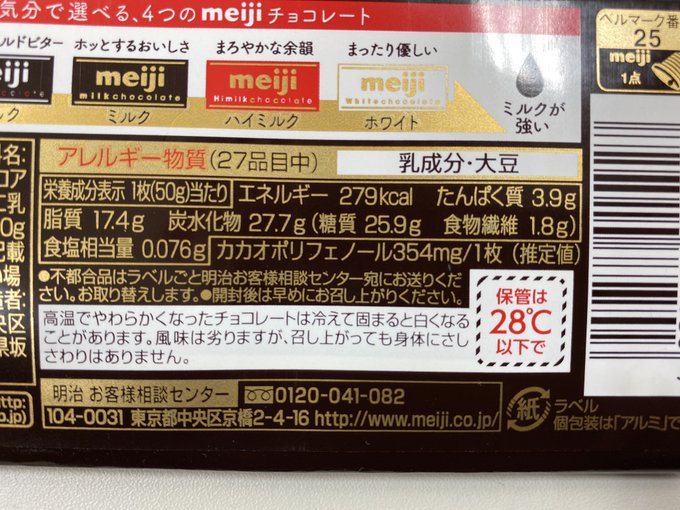 気分で選べる、4つのmeijiチョコレート
ベルマーク番
25
meiji
1点
ルドビター
ホッとするおいしさ
まろやかな余韻
まったり優しい
meiji
Milkchocolate
meiji
Himilkchocolate
meiji
Whitechocolate
ミルク
ハイミルク
ホワイト
ミルクが
強い
アレルギー物質(27品目中)
乳成分・大豆
栄養成分表示 1枚(50g)当たり エネルギー 279kcal たんぱく質 3.9g
脂質 17.4g 炭水化物 27.7g(糖質 25.9g 食物繊維 1.8g)
食塩相当量 0.076g カカオポリフェノール354mg/1枚 (推定値)
●不都合品はラベルごと明治お客様相談センター宛にお送りくだ
さい。お取り替えします。●開封後は早めにお召し上がりください。
高温でやわらかくなったチョコレートは冷えて固まると白くなる
ことがあります。風味は劣りますが、召し上がっても身体にさし
さわりはありません。
保管は
28℃
以下で
明治 お客様相談センター 0120-041-082
104-0031 東京都中央区京橋2-4-16 http://www.meiji.co.jp/
紙
ラベル
個包装は「アルミ」で